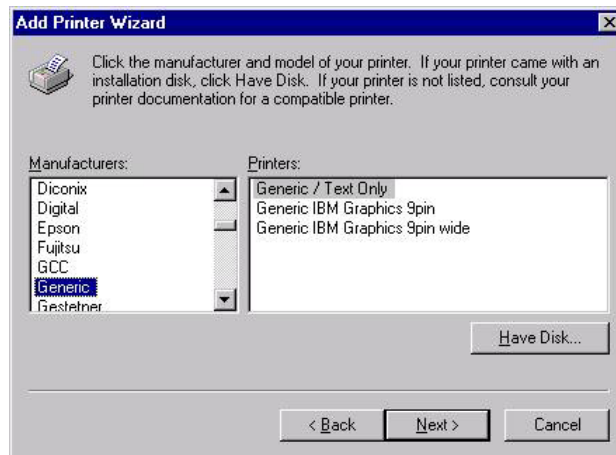 Add Printer Wizard
Click the manufacturer and model of your printer. If your printer came with an
installation disk, click Have Disk. If your printer is not listed, consult your
printer documentation for a compatible printer.
Manufacturers:
Diconix
Digital
Epson
Fujitsu
GCC
Generic
Gestetner
Printers:
Generic / Text Only
Generic IBM Graphics 9pin
Generic IBM Graphics 9pin wide
Have Disk...
< Back
Next >
Cancel